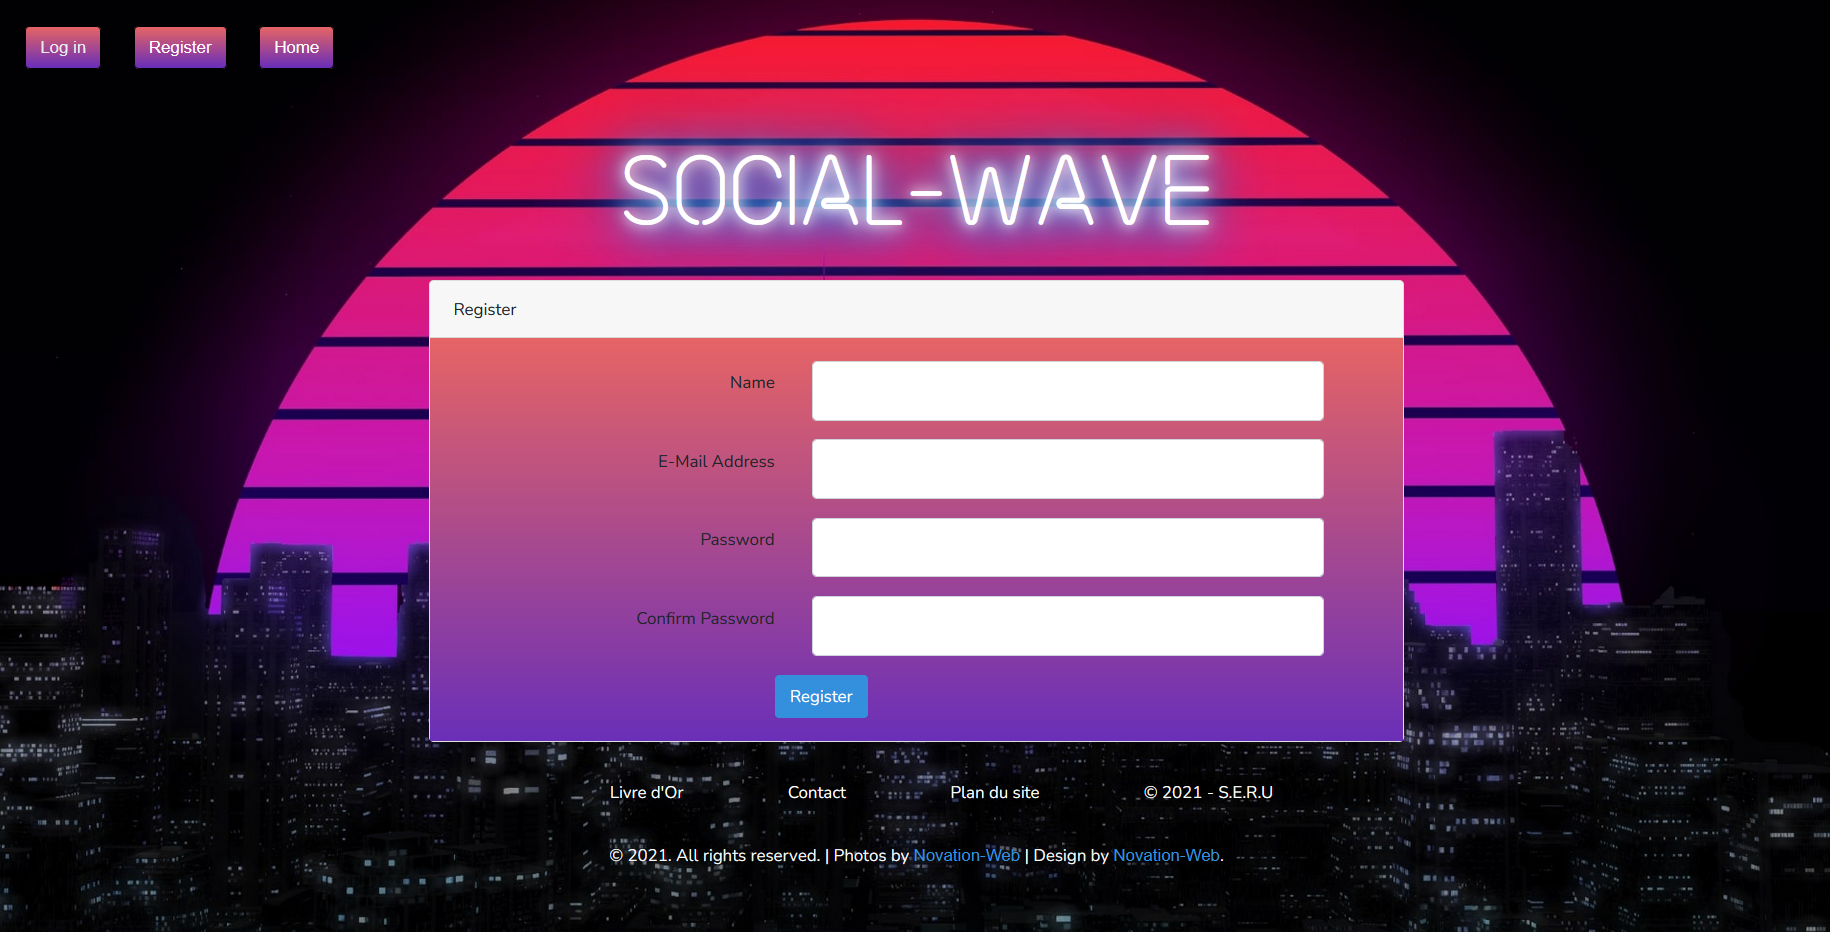 Log in Register Home
SOCIAL-WAVE
Register
Name
E-Mail Address
Password
Confirm Password
Register
Livre d'Or Contact Plan du site © 2021 - S.E.R.U
© 2021. All rights reserved. | Photos by Novation-Web | Design by Novation-Web.